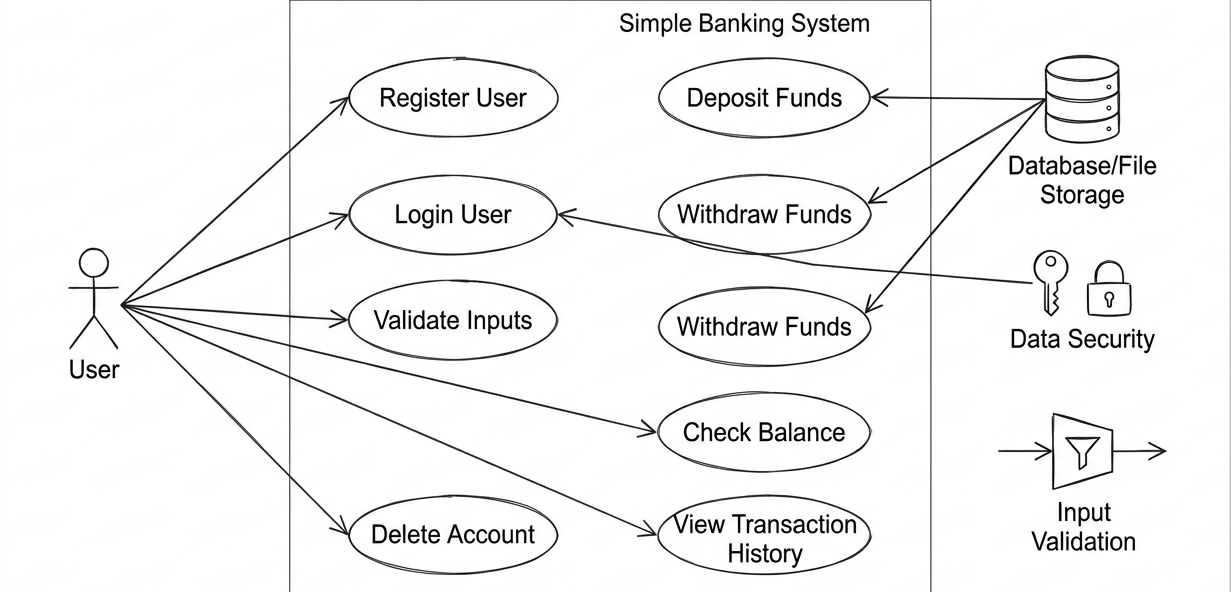 Simple Banking System
Register User
Deposit Funds
Database/File
Storage
Login User
Withdraw Funds
User
Validate Inputs
Withdraw Funds
Data Security
Check Balance
Delete Account
View Transaction
History
Input
Validation